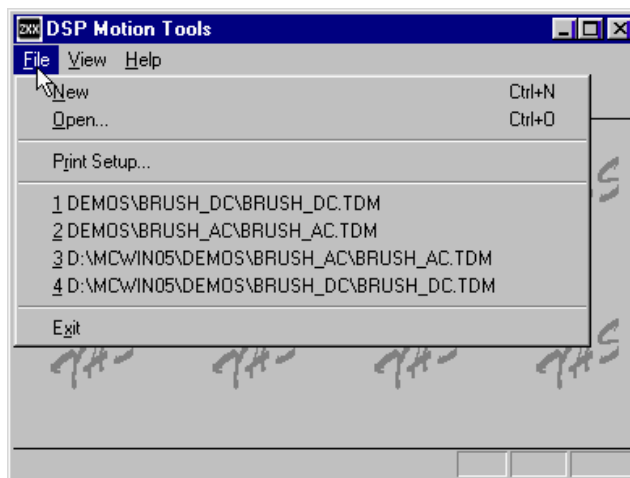 2XX DSP Motion Tools
File View Help
New Ctrl+N
Open... Ctrl+O
Print Setup...
1 DEMOS\BRUSH_DC\BRUSH_DC.TDM
2 DEMOS\BRUSH_AC\BRUSH_AC.TDM
3 D:\MCWIN05\DEMOS\BRUSH_AC\BRUSH_AC.TDM
4 D:\MCWIN05\DEMOS\BRUSH_DC\BRUSH_DC.TDM
Exit